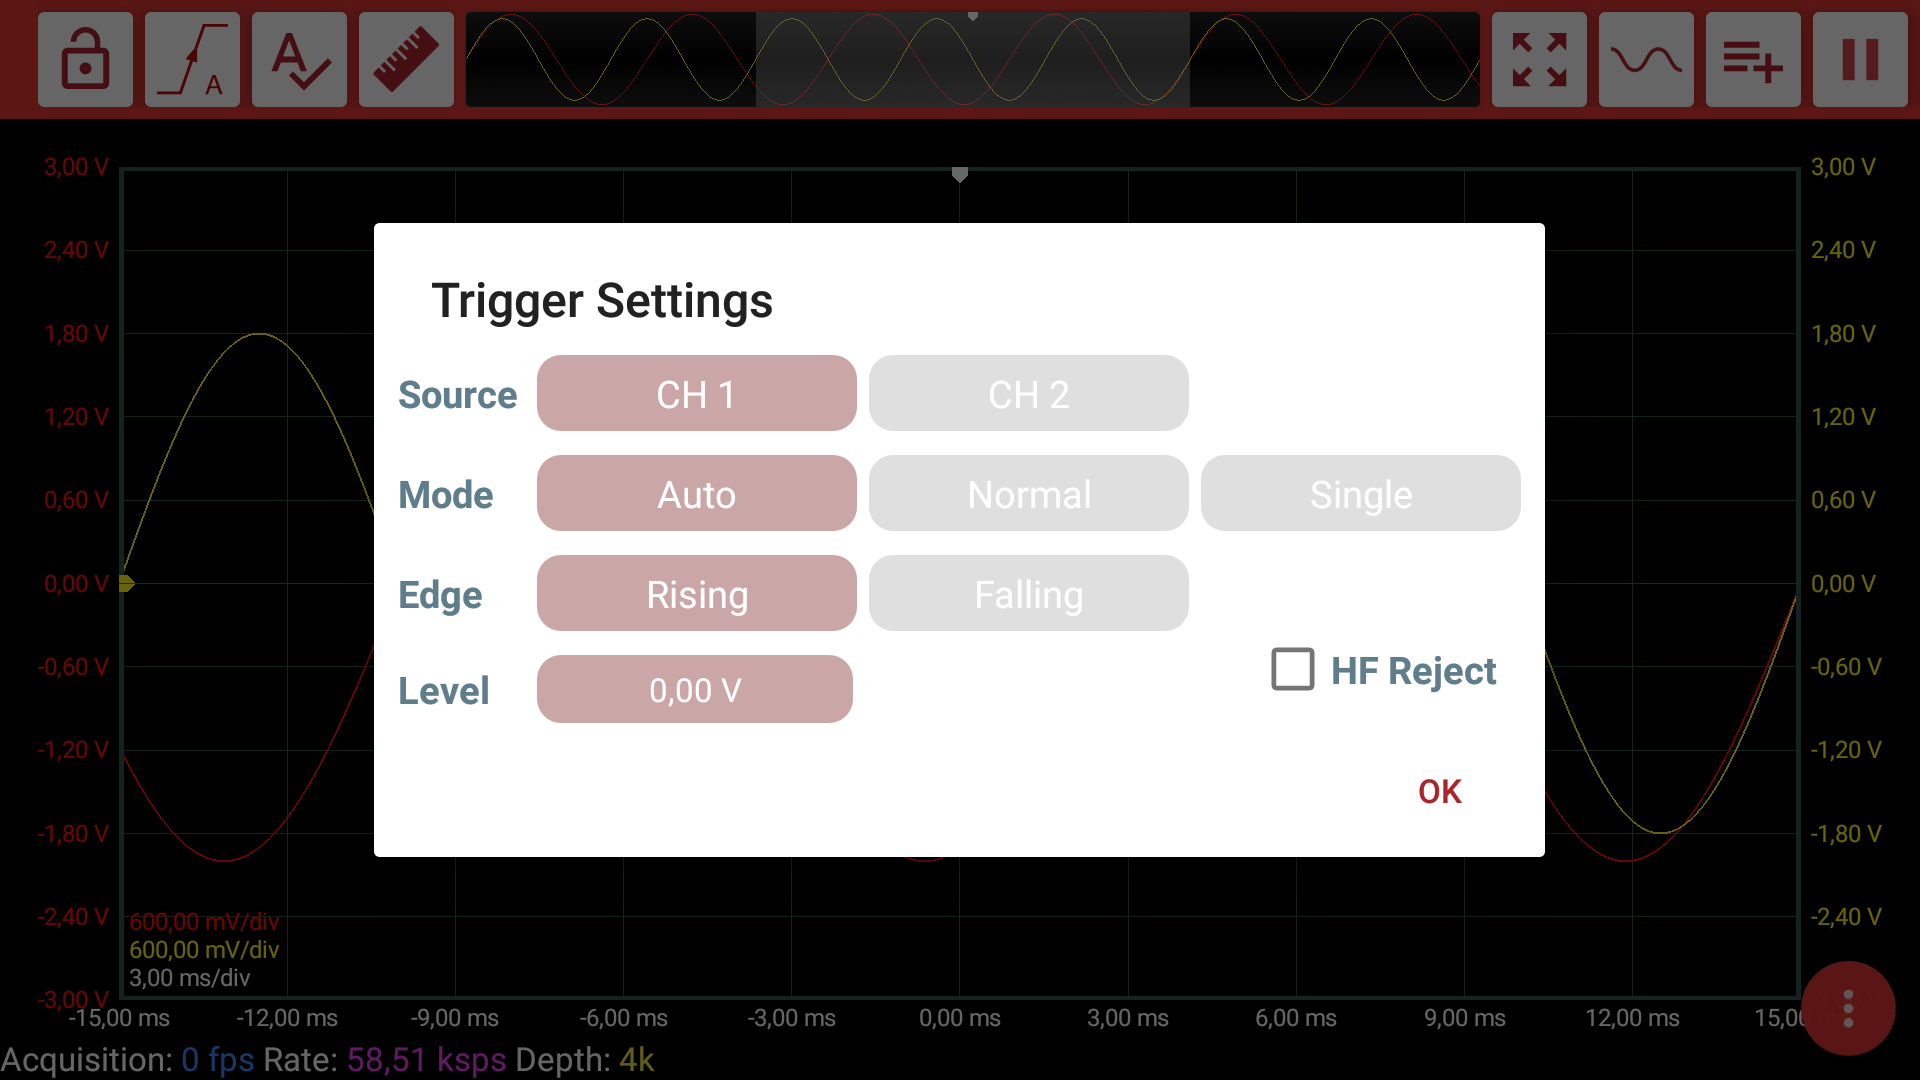 A
A
3,00 V
3,00 V
2,40 V
2,40 V
Trigger Settings
1,80 V
1,80 V
Source
CH 1
CH 2
1,20 V
1,20 V
Mode
Auto
Normal
Single
0,60 V
0,60 V
0,00 V
0,00 V
Edge
Rising
Falling
-0,60 V
-0,60 V
HF Reject
Level
0,00 V
-1,20 V
-1,20 V
OK
-1,80 V
-1,80 V
-2,40 V
-2,40 V
600,00 mV/div
600,00 mV/div
3,00 ms/div
-3,00 V
-15,00 ms
-12,00 ms
-9,00 ms
-6,00 ms
-3,00 ms
0,00 ms
3,00 ms
6,00 ms
9,00 ms
12,00 ms
Acquisition: 0 fps Rate: 58,51 ksps Depth: 4k